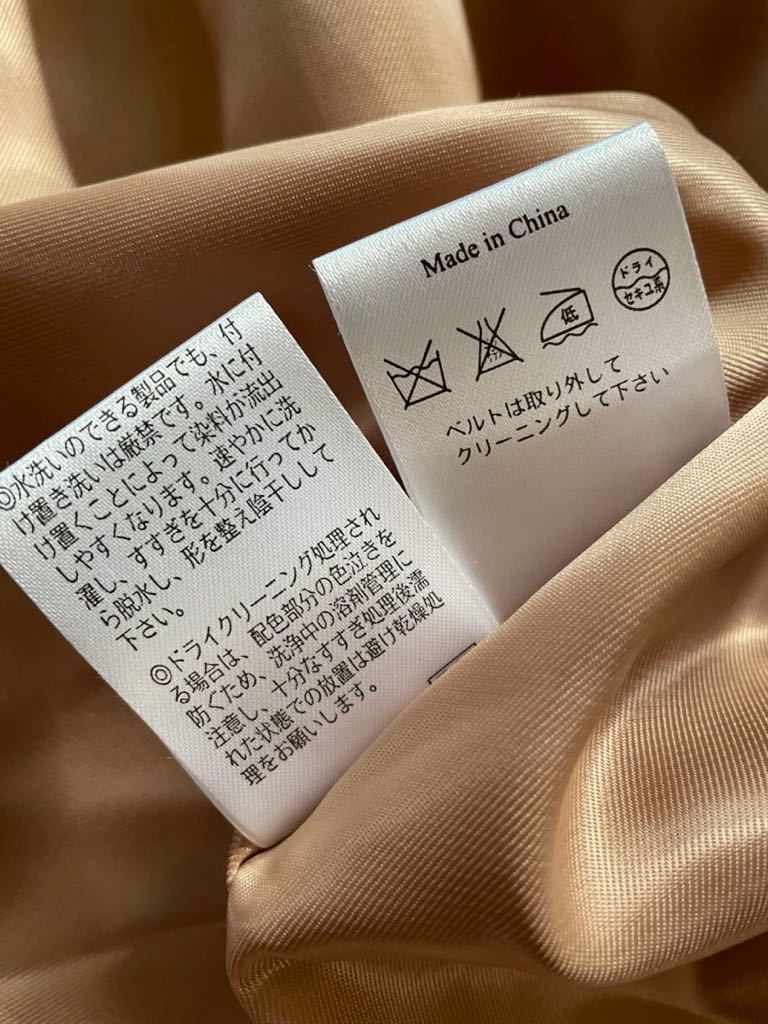 ◎水洗いのできる製品でも、付
け置き洗いは厳禁です。水に付
け置くことによって染料が流出
しやすくなります。速やかに洗
濯し、すすぎを十分に行ってか
ら脱水し、形を整え陰干しして
下さい。
◎ドライクリーニング処理され
る場合は、配色部分の色泣きを
防ぐため、洗浄中の溶剤管理に
注意し、十分なすすぎ処理後濡
れた状態での放置は避け乾燥処
理をお願いします。
Made in China
低
ドライ
セキユ系
ベルトは取り外して
クリーニングして下さい